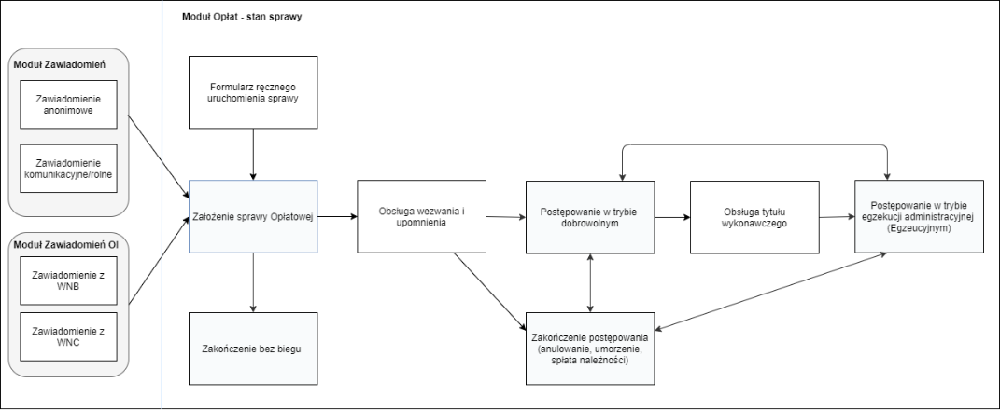 Moduł Opłat - stan sprawy
Moduł Zawiadomień
Zawiadomienie
anonimowe
Zawiadomienie
komunikacyjne/rolne
Moduł Zawiadomień OI
Zawiadomienie z
WNB
Zawiadomienie z
WNC
Formularz ręcznego
uruchomienia sprawy
Założenie sprawy Opłatowej
Zakończenie bez biegu
Obsługa wezwania i
upomnienia
Postępowanie w trybie
dobrowolnym
Obsługa tytułu
wykonawczego
Postępowanie w trybie
egzekucji administracyjnej
(Egzeucyjnym)
Zakończenie postępowania
(anulowanie, umorzenie,
spłata należności)